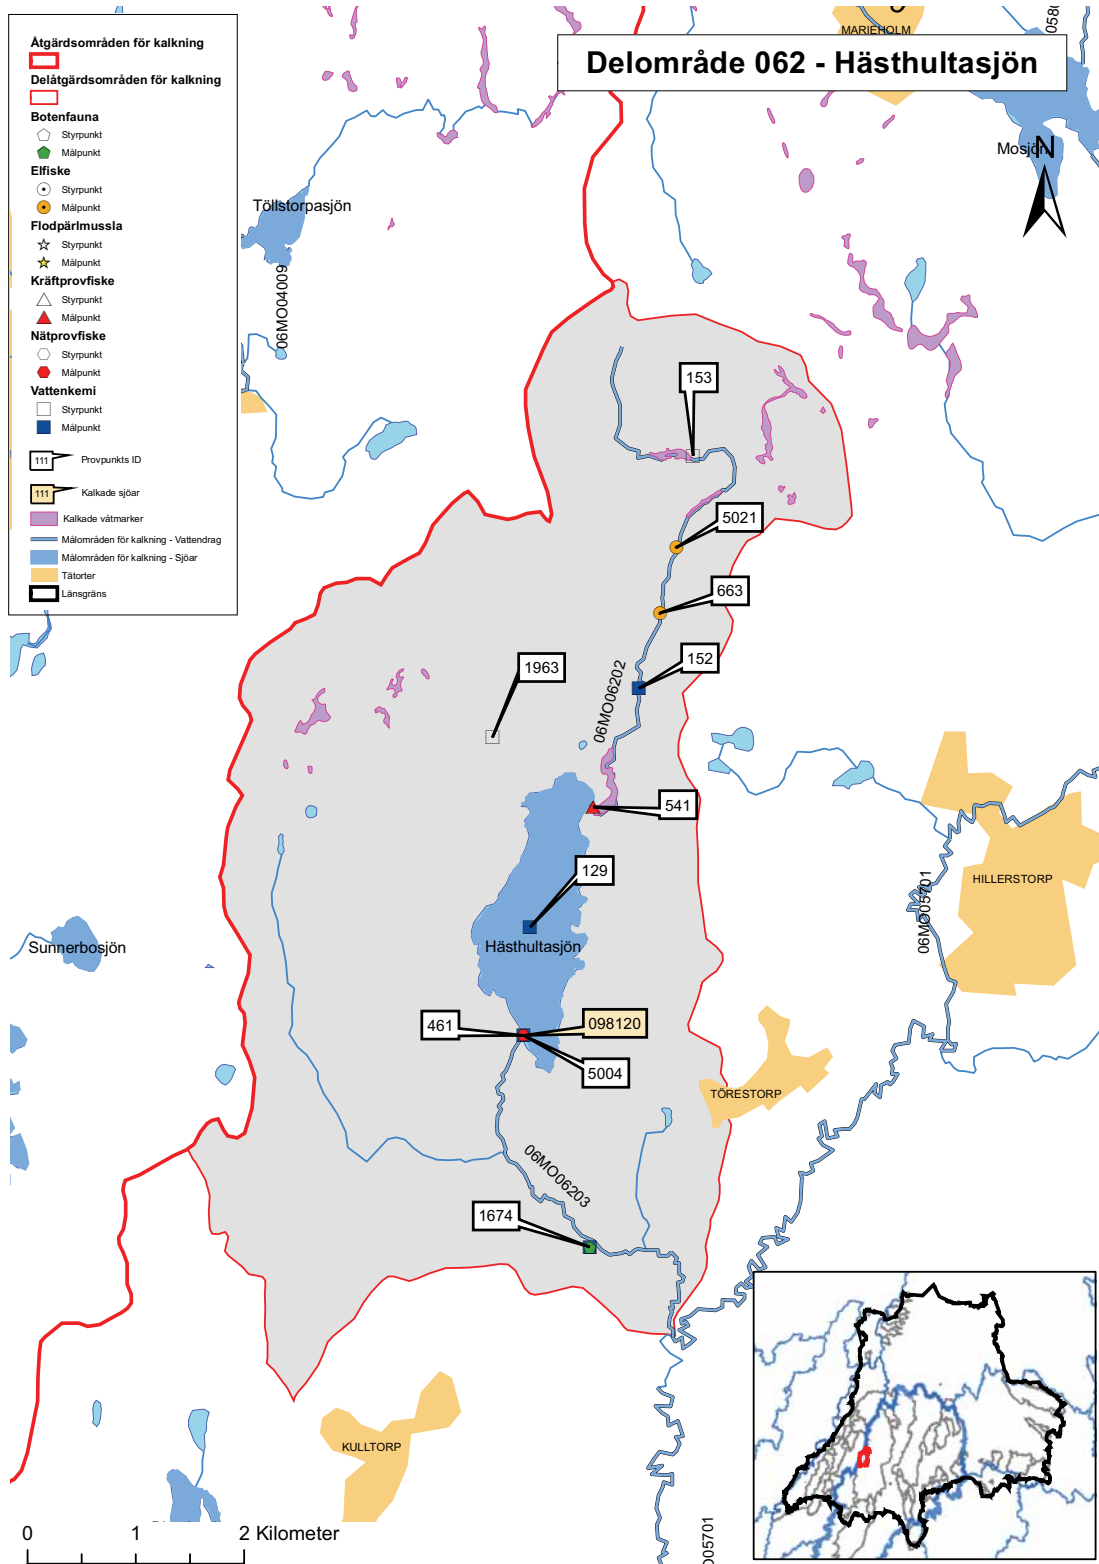 Delområde 062 - Hästhultasjön
Åtgärdsområden för kalkning
Delåtgärdsområden för kalkning
Botenfauna
Styrpunkt
Målpunkt
Elfiske
Styrpunkt
Målpunkt
Flodpärlmussla
Styrpunkt
Målpunkt
Kräftprovfiske
Styrpunkt
Målpunkt
Nätprovfiske
Styrpunkt
Målpunkt
Vattenkemi
Styrpunkt
Målpunkt
111 Provpunkts ID
111 Kalkade sjöar
Kalkade våtmarker
Målområden för kalkning - Vattendrag
Målområden för kalkning - Sjöar
Tätorter
Länsgräns
MARIEHOLM
Mosjön
N
Töllstorpasjön
06MO04009
153
5021
663
152
1963
06MO06202
541
129
Hästhultasjön
HILLERSTORP
06MO05701
Sunnerbosjön
461
098120
5004
TÖRESTORP
06MO06203
1674
KULLTORP
0 1 2 Kilometer